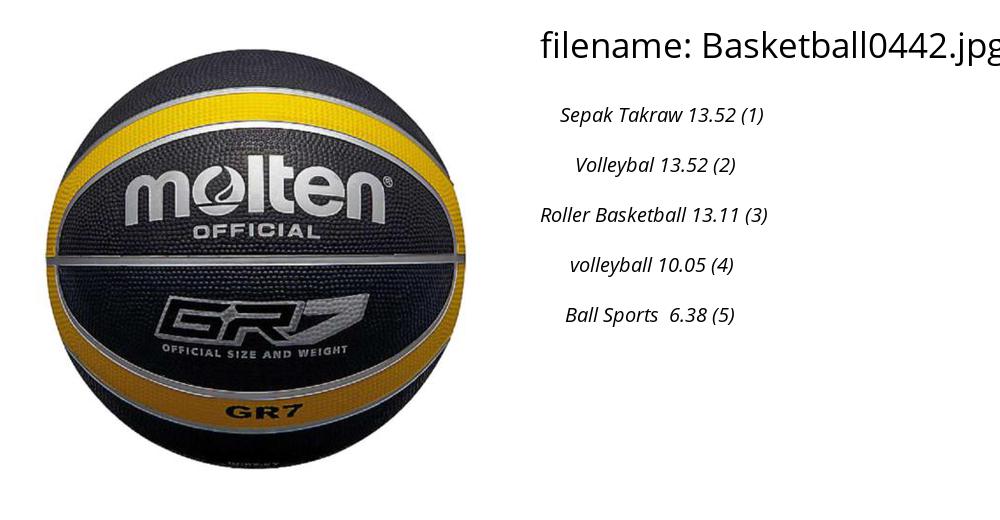 filename: Basketball0442.jpg
Sepak Takraw 13.52 (1)
Volleybal 13.52 (2)
Roller Basketball 13.11 (3)
volleyball 10.05 (4)
Ball Sports 6.38 (5)
molten®
OFFICIAL
GR7
OFFICIAL SIZE AND WEIGHT
GR7